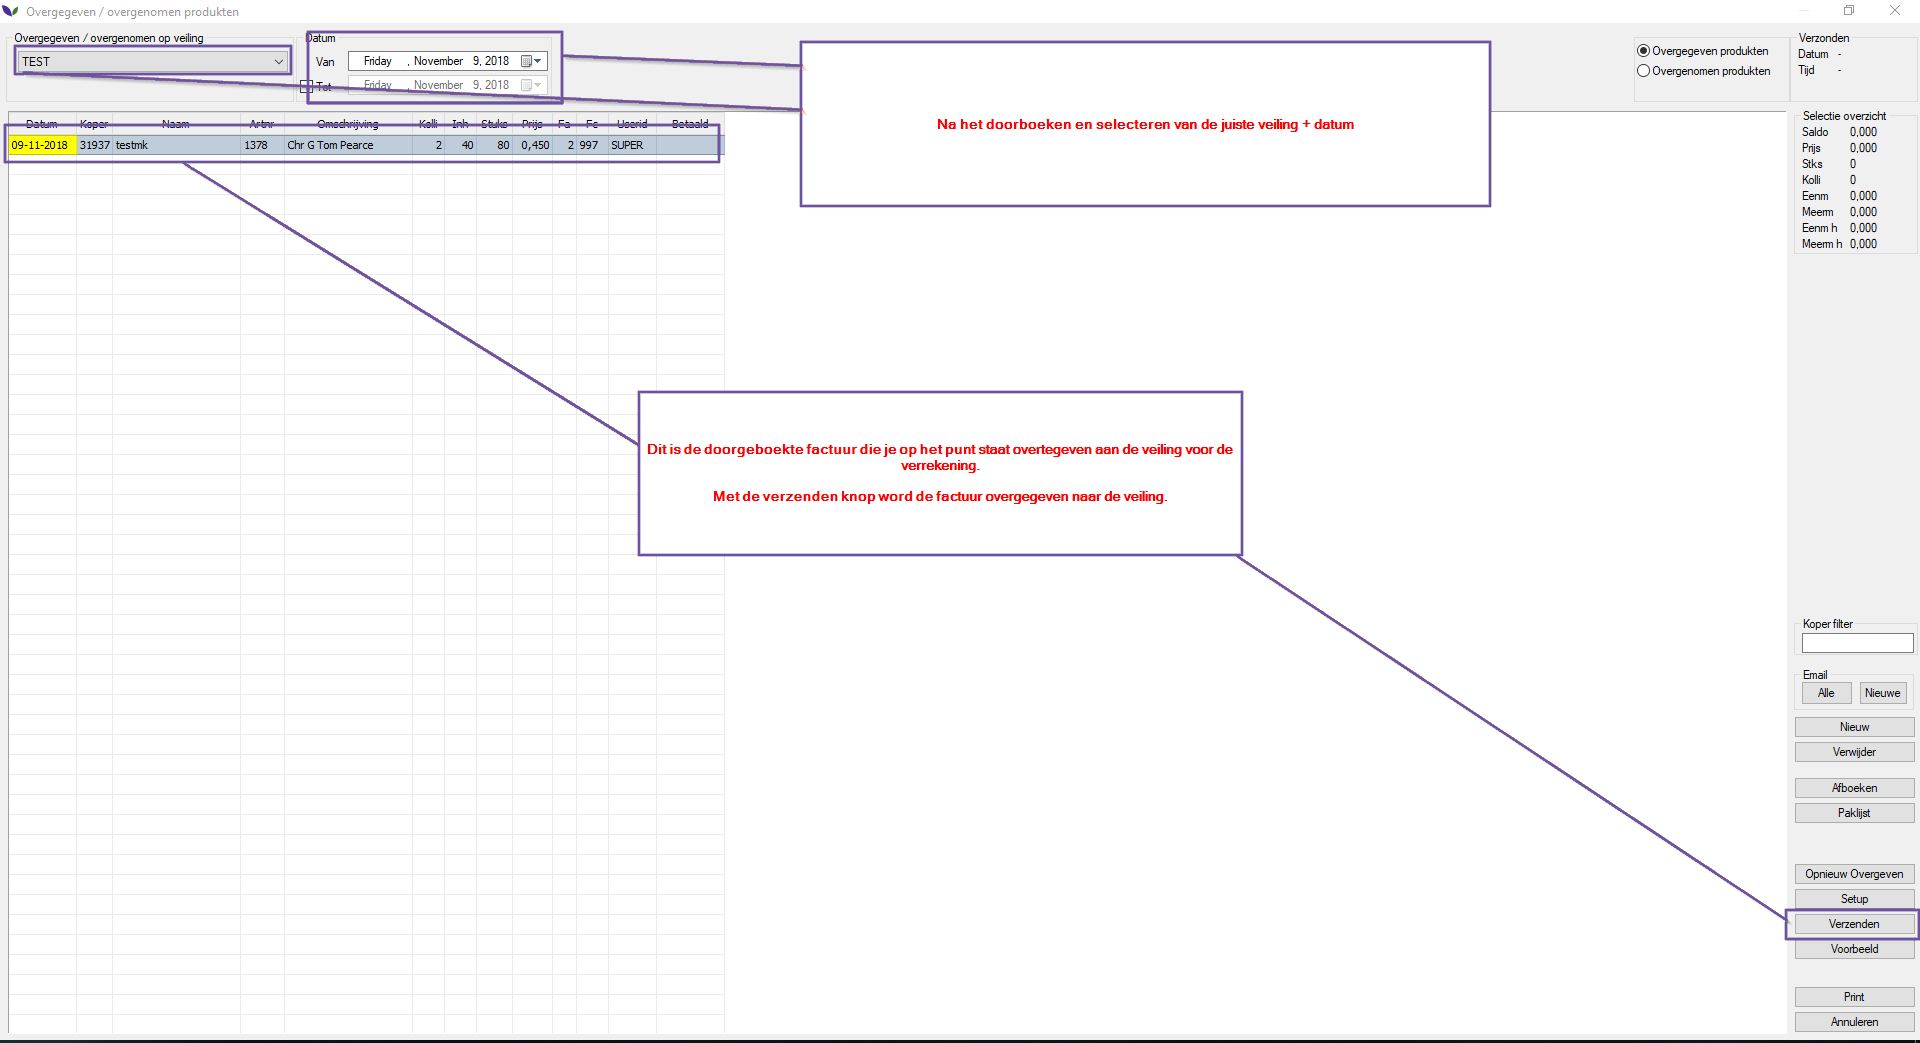 Overgegeven / overgenomen produkten
Overgegeven / overgenomen op veiling
TEST
Datum
Van Friday , November 9, 2018
Tot Friday , November 9, 2018
Overgegeven produkten
Overgenomen produkten
Verzonden
Datum -
Tijd -
Na het doorboeken en selecteren van de juiste veiling + datum
Datum Koper Naam Artnr Omschrijving Kolli Inh Stuks Prijs Fa Fc Userid Betaald
09-11-2018 31937 testmk 1378 Chr G Tom Pearce 2 40 80 0,450 2 997 SUPER
Selectie overzicht
Saldo 0,000
Prijs 0,000
Stks 0
Kolli 0
Eenm 0,000
Meerm 0,000
Eenm h 0,000
Meerm h 0,000
Dit is de doorgeboekte factuur die je op het punt staat overtegeven aan de veiling voor de
verrekening.
Met de verzenden knop word de factuur overgegeven naar de veiling.
Koper filter
Email
Alle Nieuwe
Nieuw
Verwijder
Afboeken
Paklijst
Opnieuw Overgeven
Setup
Verzenden
Voorbeeld
Print
Annuleren